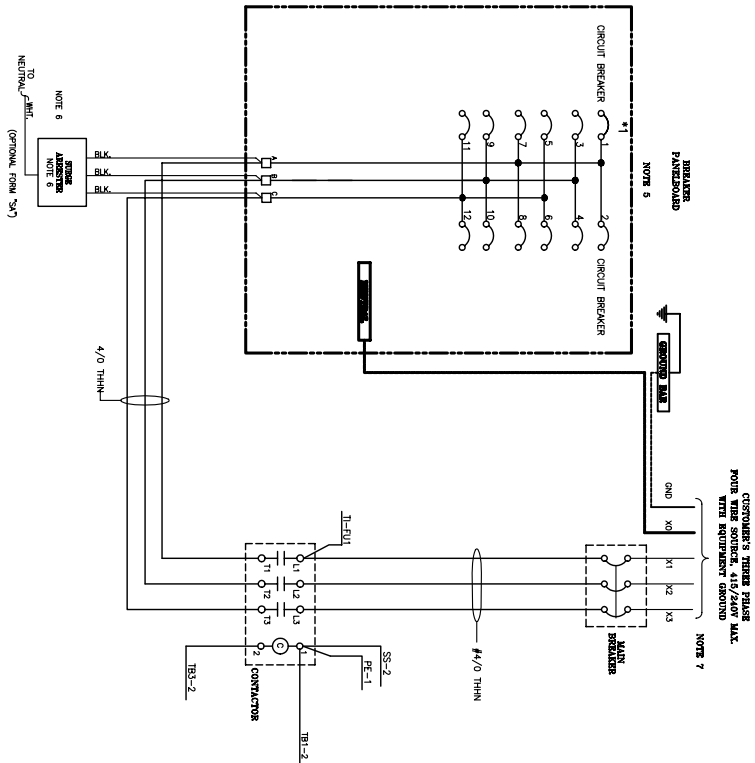 CUSTOMER'S THREE PHASE
FOUR WIRE SOURCE, 415/240V MAX.
WITH EQUIPMENT GROUND
NOTE 7
GND
X0
X1
X2
X3
MAIN
BREAKER
#4/0 THHN
GROUND BAR
BREAKER
PANELBOARD
NOTE 5
CIRCUIT BREAKER
CIRCUIT BREAKER
*1
1
2
3
4
5
6
7
8
9
10
11
12
NEUTRAL
A
B
C
BLK.
BLK.
BLK.
SURGE
ARRESTER
NOTE 6
NOTE 6
TO
NEUTRAL
WHT.
(OPTIONAL FORM "SA")
4/0 THHN
T1-FU1
L1
L2
L3
T1
T2
T3
C
1
2
CONTACTOR
SS-2
PE-1
TB1-2
TB3-2